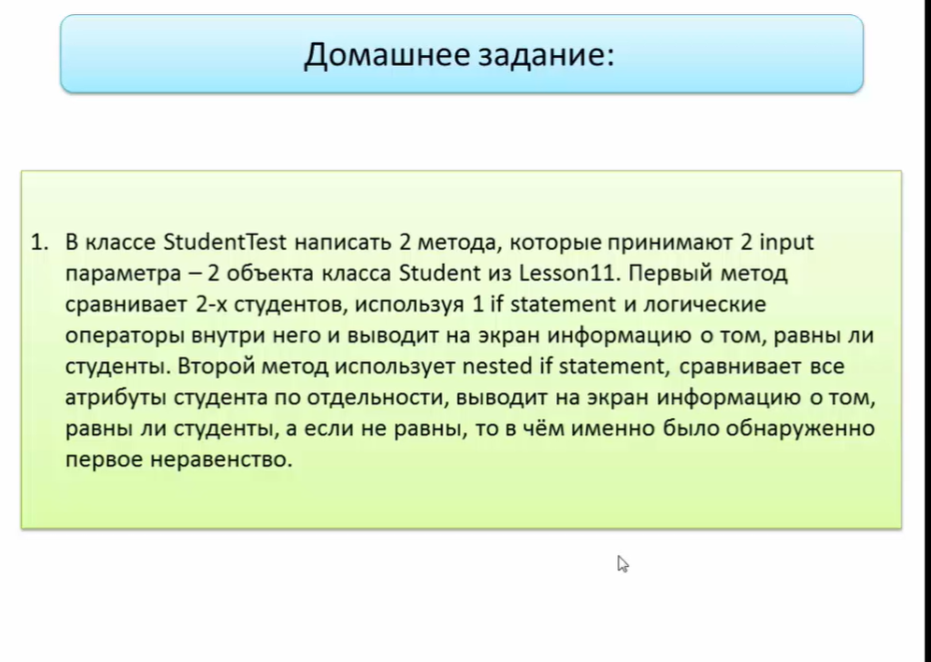 Домашнее задание:
1. В классе StudentTest написать 2 метода, которые принимают 2 input
параметра – 2 объекта класса Student из Lesson11. Первый метод
сравнивает 2-х студентов, используя 1 if statement и логические
операторы внутри него и выводит на экран информацию о том, равны ли
студенты. Второй метод использует nested if statement, сравнивает все
атрибуты студента по отдельности, выводит на экран информацию о том,
равны ли студенты, а если не равны, то в чём именно было обнаруженно
первое неравенство.